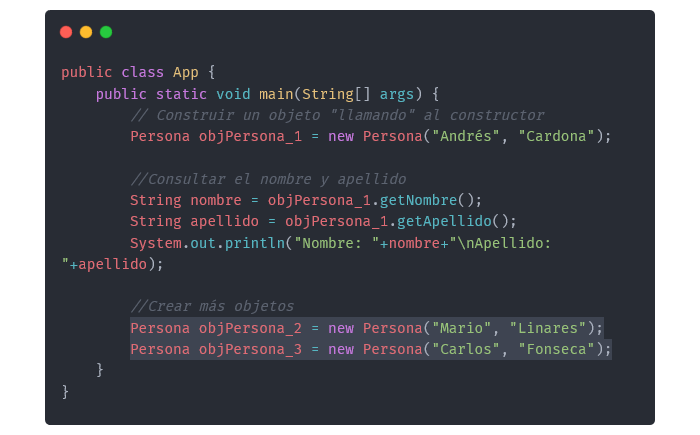 public class App {
    public static void main(String[] args) {
        // Construir un objeto "llamando" al constructor
        Persona objPersona_1 = new Persona("Andrés", "Cardona");

        //Consultar el nombre y apellido
        String nombre = objPersona_1.getNombre();
        String apellido = objPersona_1.getApellido();
        System.out.println("Nombre: "+nombre+"\nApellido:
"+apellido);

        //Crear más objetos
        Persona objPersona_2 = new Persona("Mario", "Linares");
        Persona objPersona_3 = new Persona("Carlos", "Fonseca");
    }
}